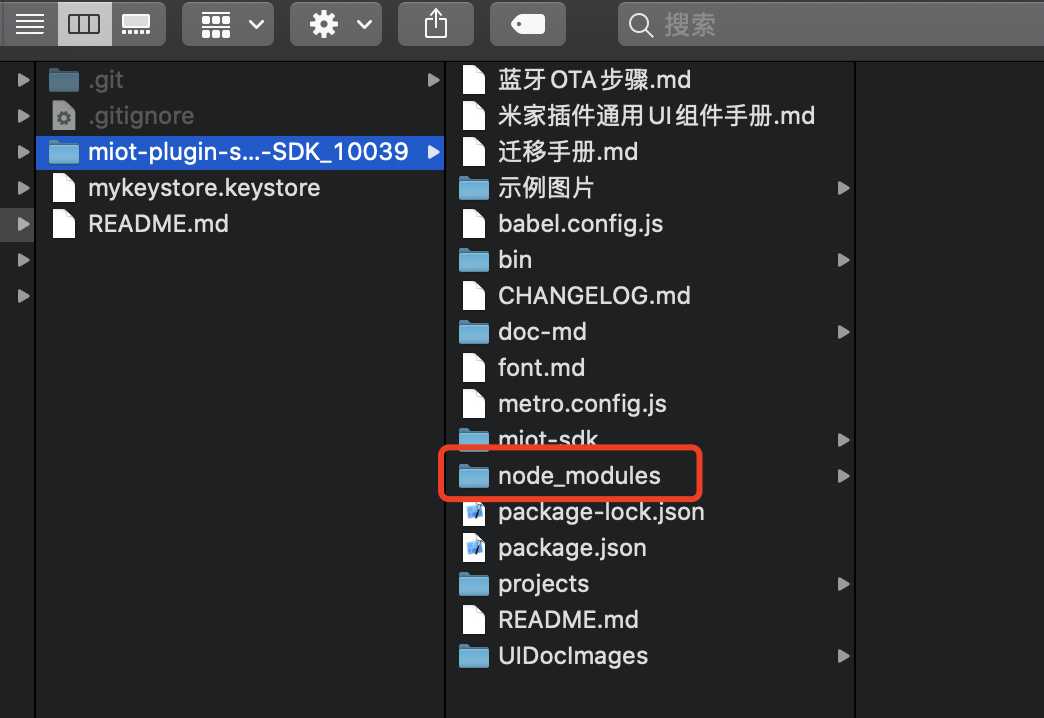 搜索
.git
.gitignore
miot-plugin-s...-SDK_10039
mykeystore.keystore
README.md
蓝牙OTA步骤.md
米家插件通用UI组件手册.md
迁移手册.md
示例图片
babel.config.js
bin
CHANGELOG.md
doc-md
font.md
metro.config.js
miot-sdk
node_modules
package-lock.json
package.json
projects
README.md
UIDocImages